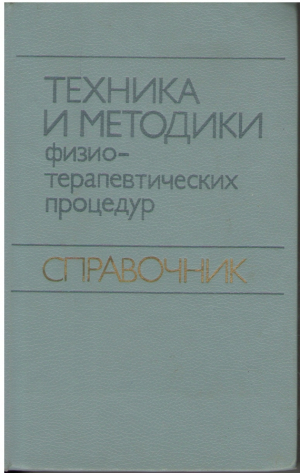 ТЕХНИКА
И МЕТОДИКИ
физио-
терапевтических
процедур
СПРАВОЧНИК